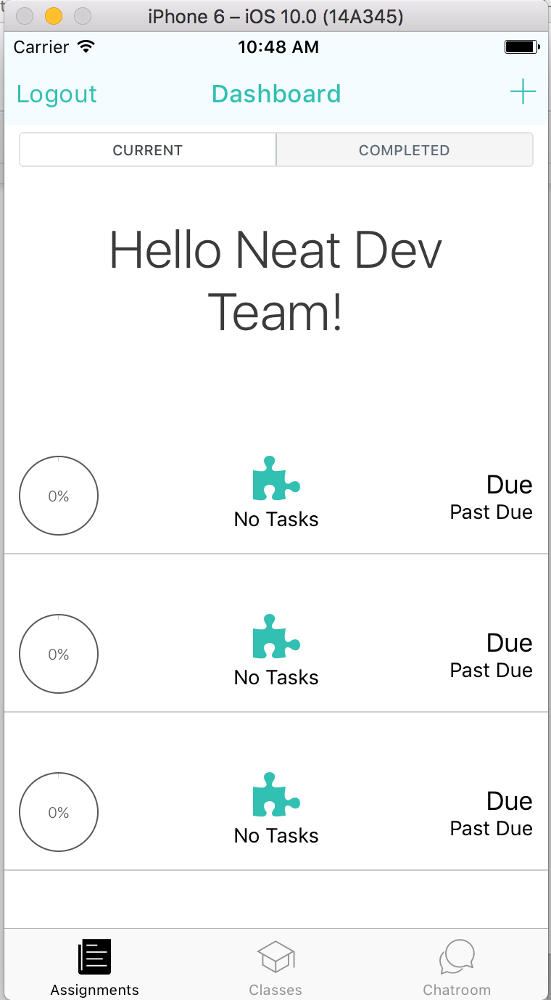 iPhone 6 – iOS 10.0 (14A345)
Carrier 10:48 AM
Logout Dashboard
CURRENT COMPLETED
Hello Neat Dev
Team!
0% No Tasks Due
Past Due
0% No Tasks Due
Past Due
0% No Tasks Due
Past Due
Assignments Classes Chatroom